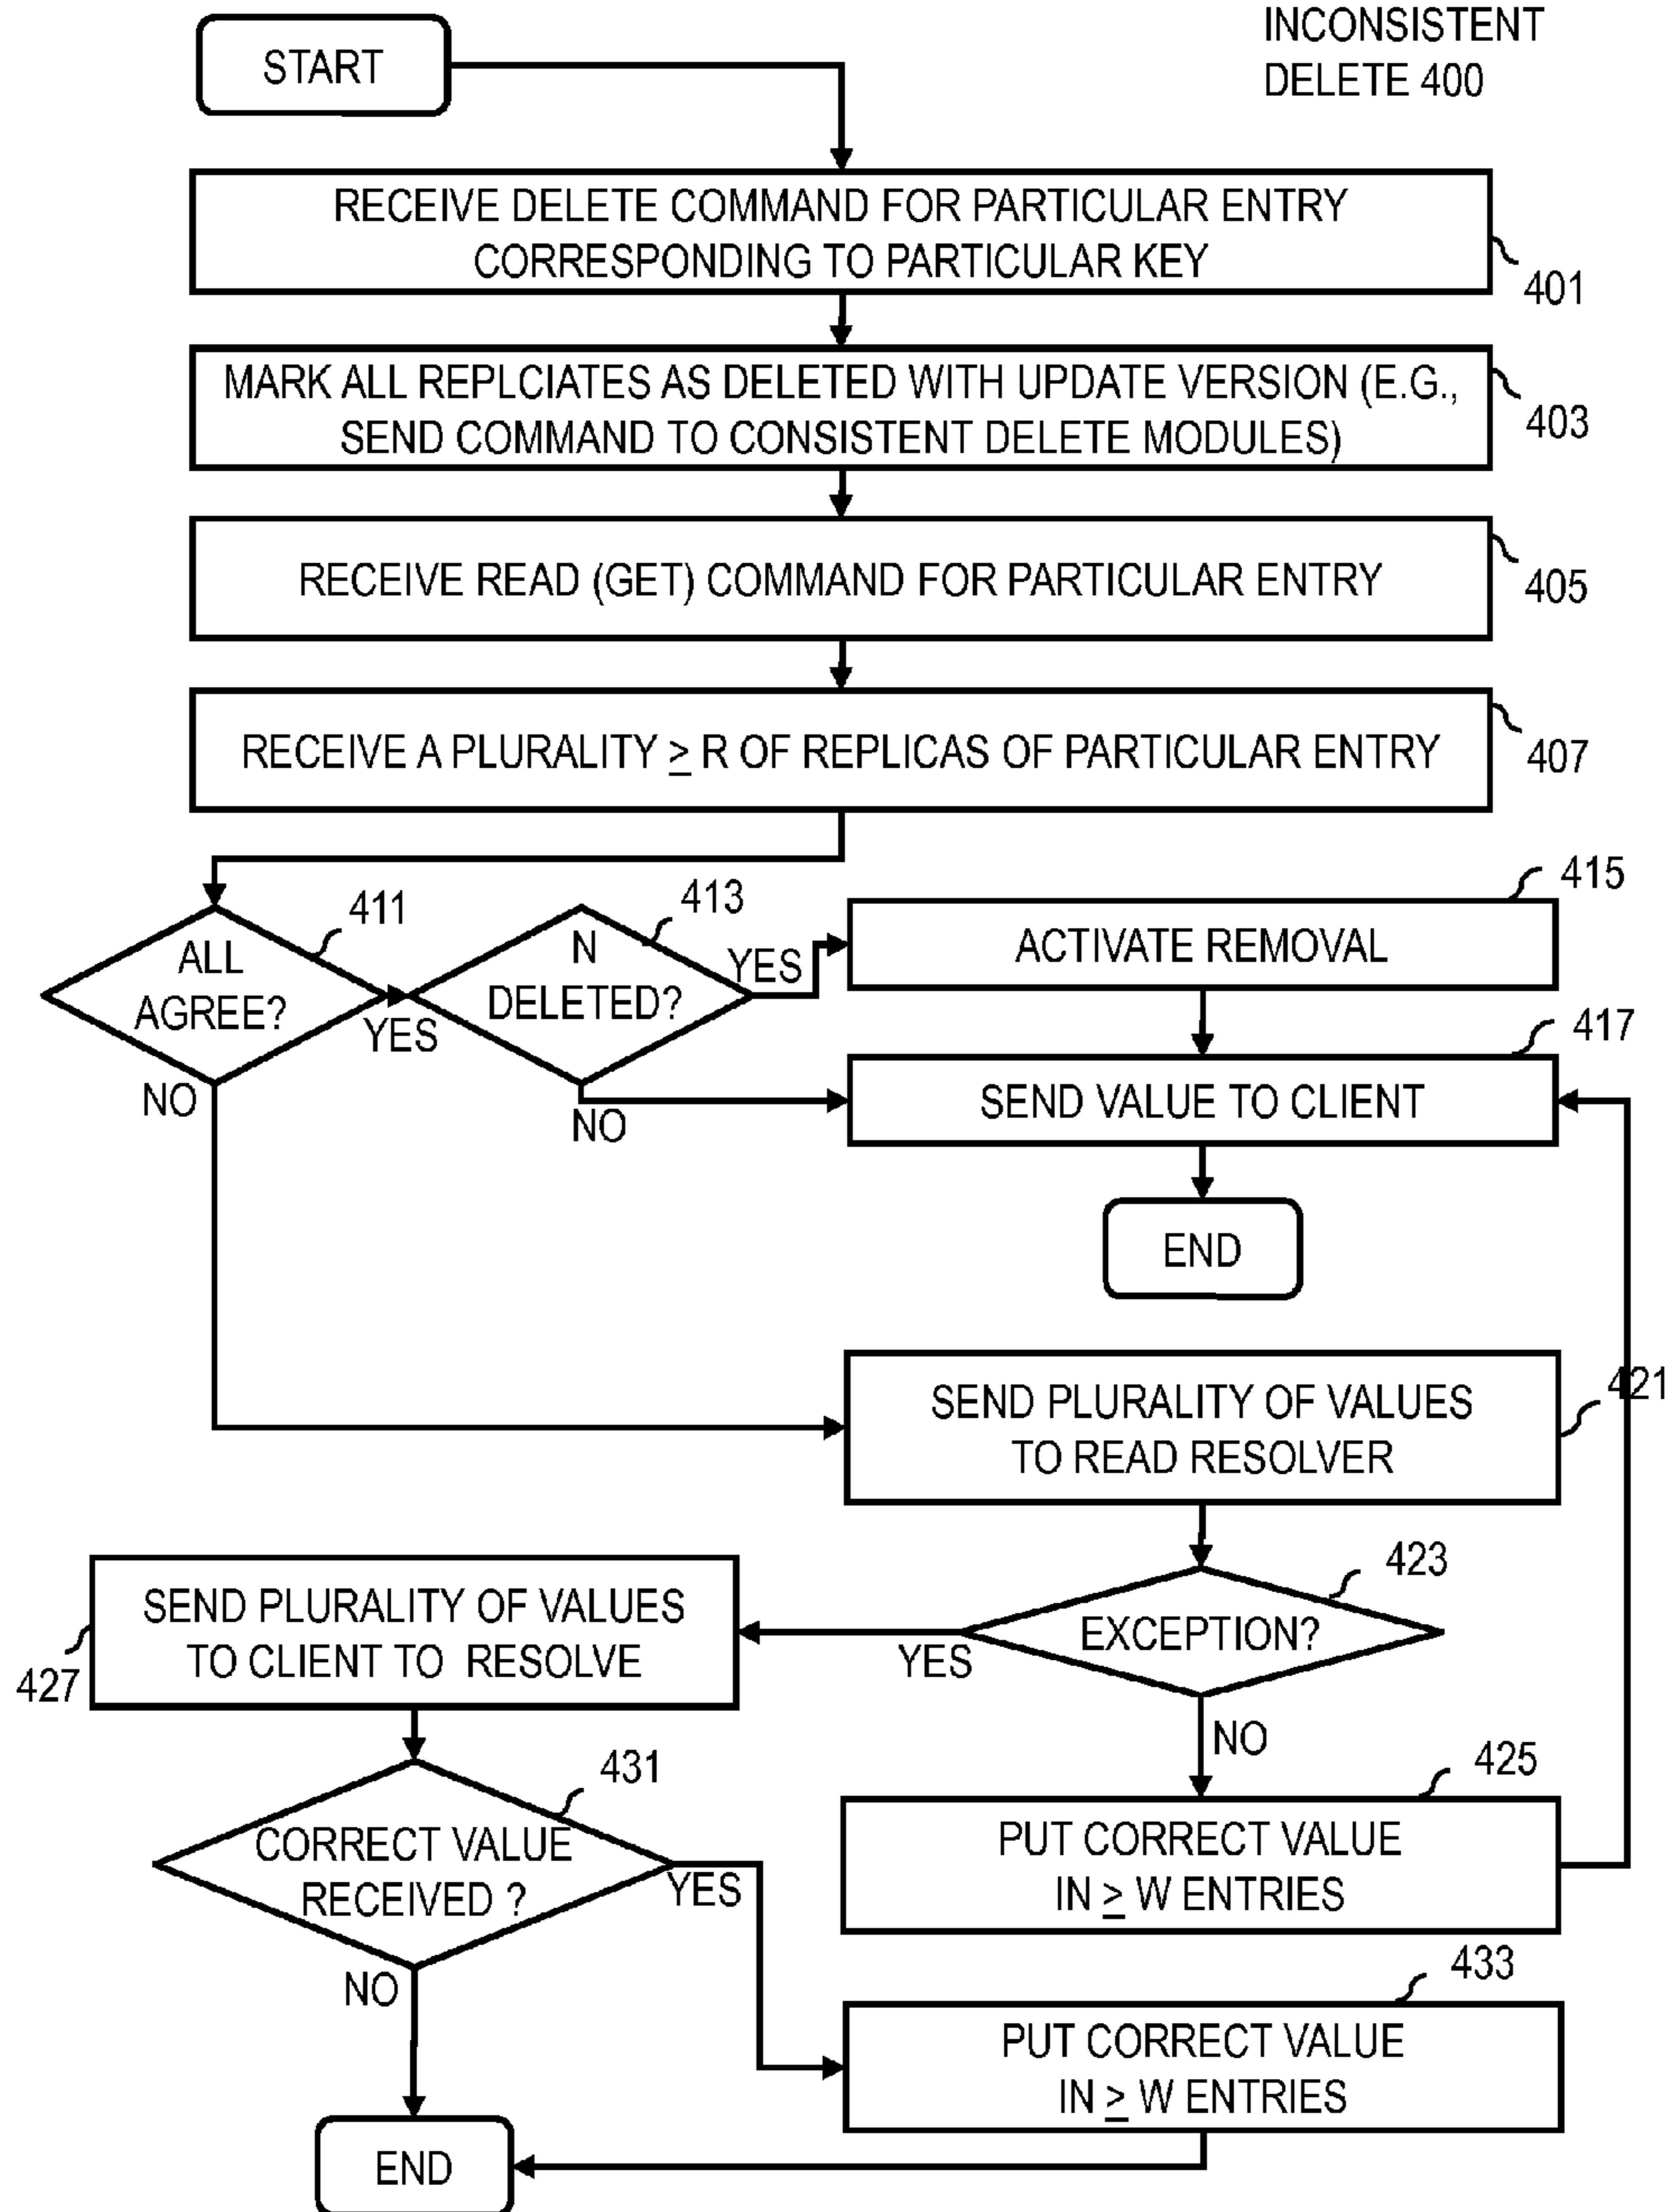 INCONSISTENT
DELETE 400
START
RECEIVE DELETE COMMAND FOR PARTICULAR ENTRY
CORRESPONDING TO PARTICULAR KEY
401
MARK ALL REPLCIATES AS DELETED WITH UPDATE VERSION (E.G.,
SEND COMMAND TO CONSISTENT DELETE MODULES)
403
RECEIVE READ (GET) COMMAND FOR PARTICULAR ENTRY
405
RECEIVE A PLURALITY ≥ R OF REPLICAS OF PARTICULAR ENTRY
407
ALL
AGREE?
411
YES
NO
N
DELETED?
413
YES
NO
ACTIVATE REMOVAL
415
SEND VALUE TO CLIENT
417
END
SEND PLURALITY OF VALUES
TO READ RESOLVER
421
EXCEPTION?
423
YES
NO
SEND PLURALITY OF VALUES
TO CLIENT TO RESOLVE
427
PUT CORRECT VALUE
IN ≥ W ENTRIES
425
CORRECT VALUE
RECEIVED ?
431
YES
NO
PUT CORRECT VALUE
IN ≥ W ENTRIES
433
END